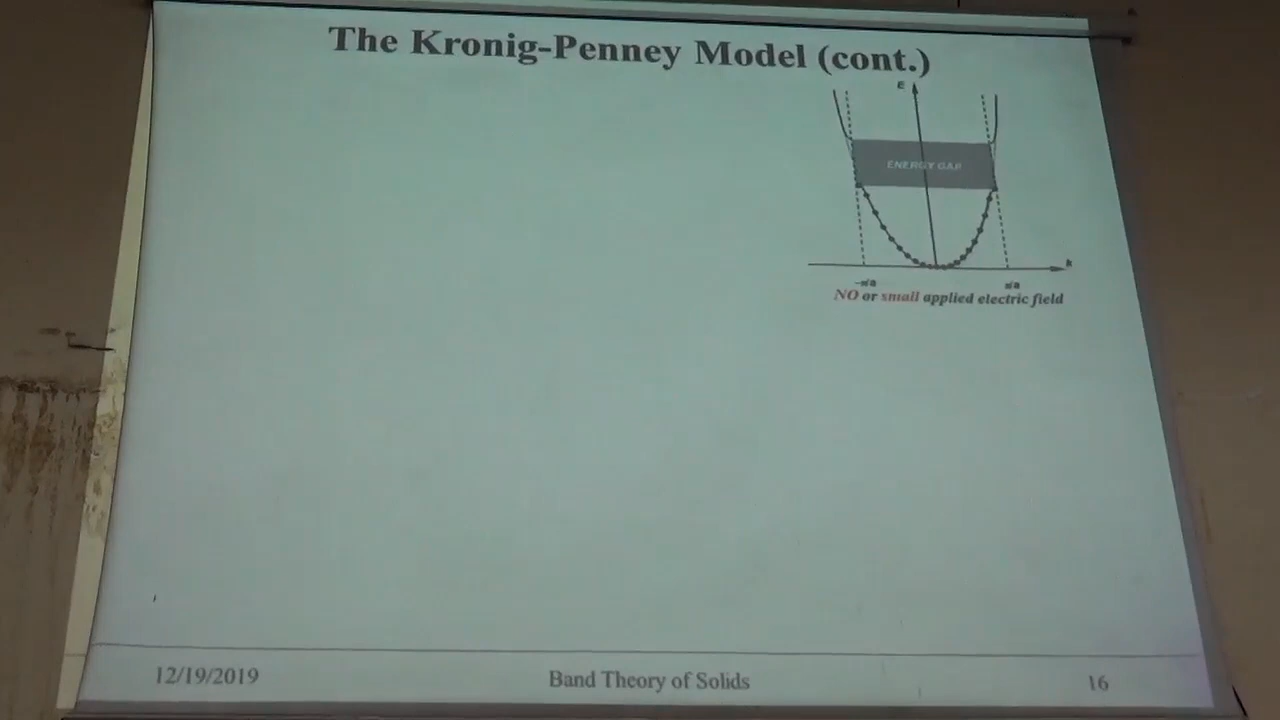 The Kronig-Penney Model (cont.)
E
ENERGY GAP
k
-π/a
π/a
NO or small applied electric field
12/19/2019
Band Theory of Solids
16